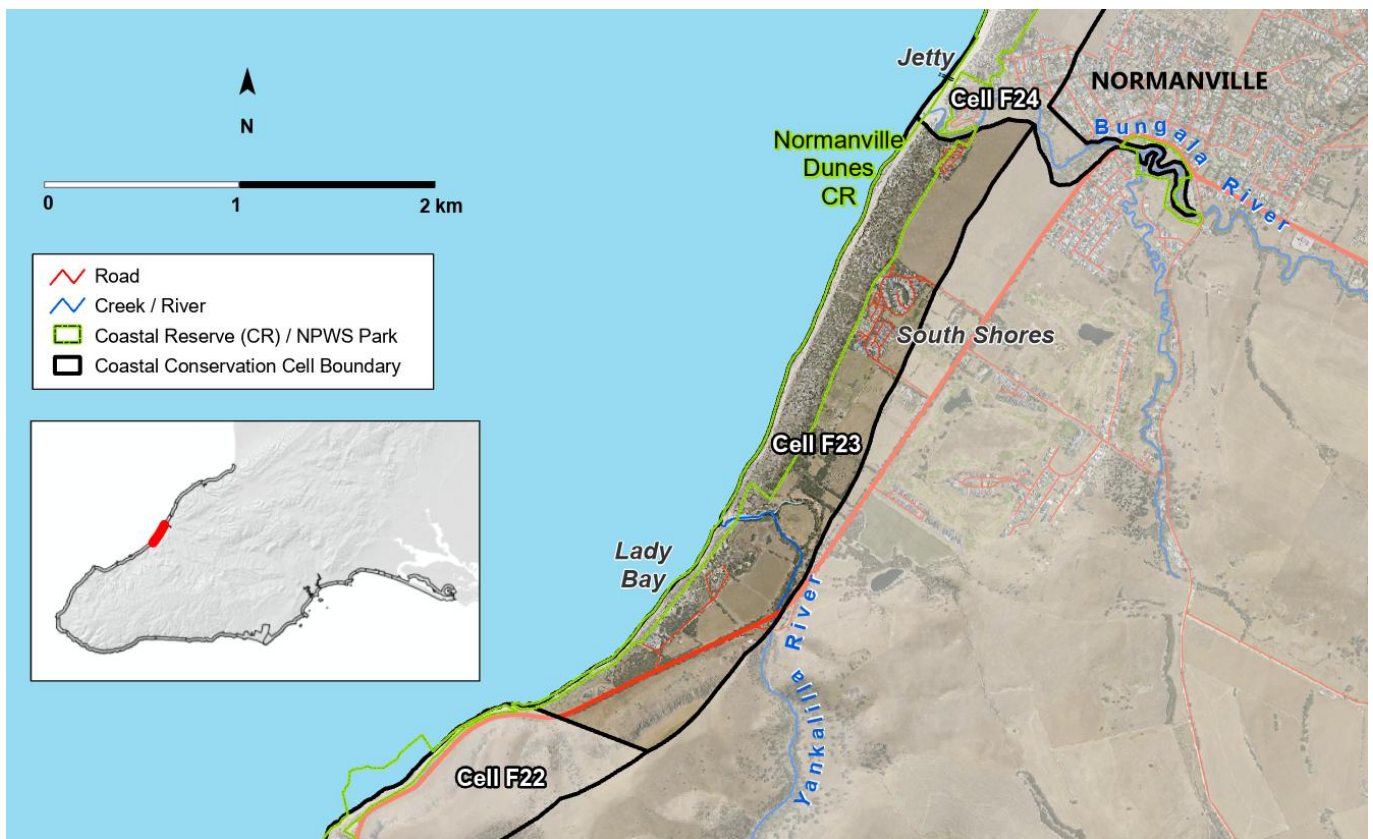 Jetty
Cell F24
NORMANVILLE
N
Normanville
Dunes
CR
Bungala River
0 1 2 km
Road
Creek / River
Coastal Reserve (CR) / NPWS Park
Coastal Conservation Cell Boundary
South Shores
Cell F23
Lady
Bay
Yankalilla River
Cell F22